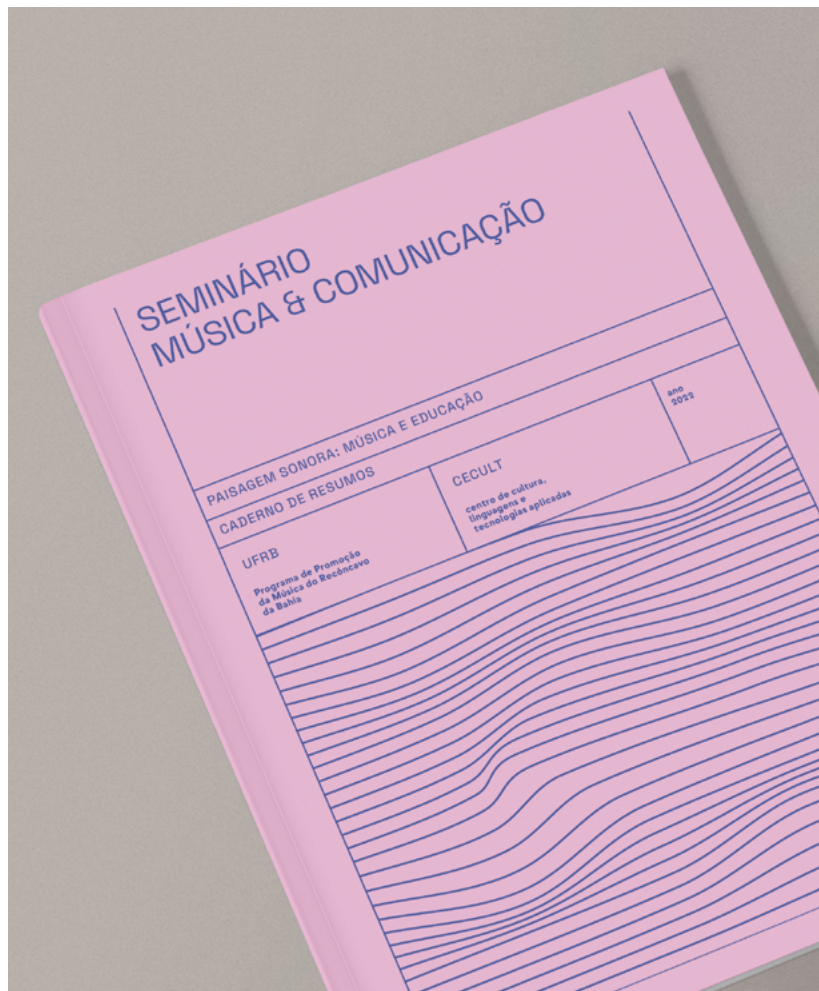 SEMINÁRIO
MÚSICA & COMUNICAÇÃO
PAISAGEM SONORA: MÚSICA E EDUCAÇÃO
CADERNO DE RESUMOS
UFRB
Programa de Promoção
da Música do Recôncavo
da Bahia
CECULT
centro de cultura,
linguagens e
tecnologias aplicadas
ano
2022